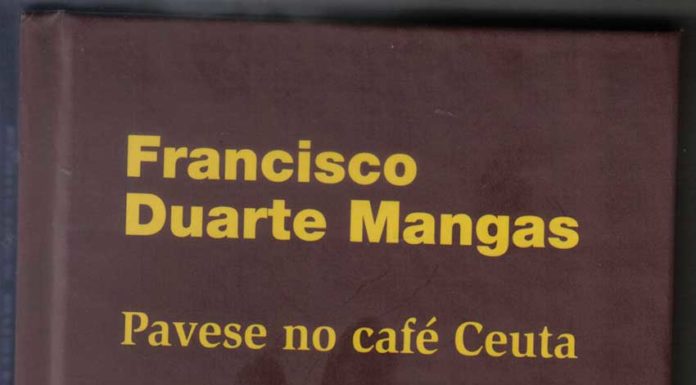 Francisco
Duarte Mangas
Pavese no café Ceuta